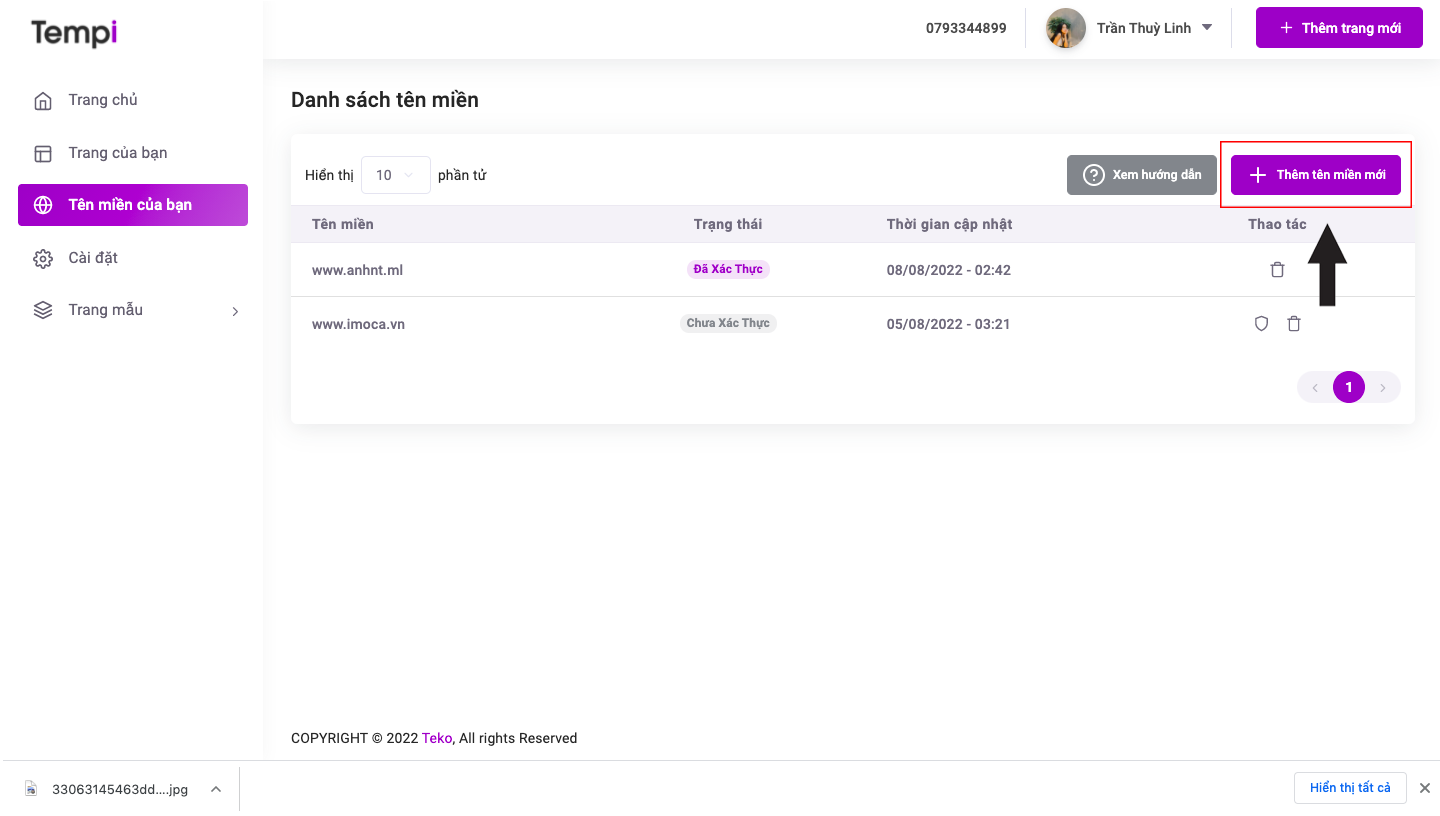 Tempi
0793344899
Trần Thuỳ Linh
Thêm trang mới
Trang chủ
Trang của bạn
Tên miền của bạn
Cài đặt
Trang mẫu
Danh sách tên miền
Hiển thị 10 phần tử
Xem hướng dẫn
Thêm tên miền mới
Tên miền Trạng thái Thời gian cập nhật Thao tác
www.anhnt.ml Đã Xác Thực 08/08/2022 - 02:42
www.imoca.vn Chưa Xác Thực 05/08/2022 - 03:21
1
COPYRIGHT © 2022 Teko, All rights Reserved
33063145463dd....jpg
Hiển thị tất cả